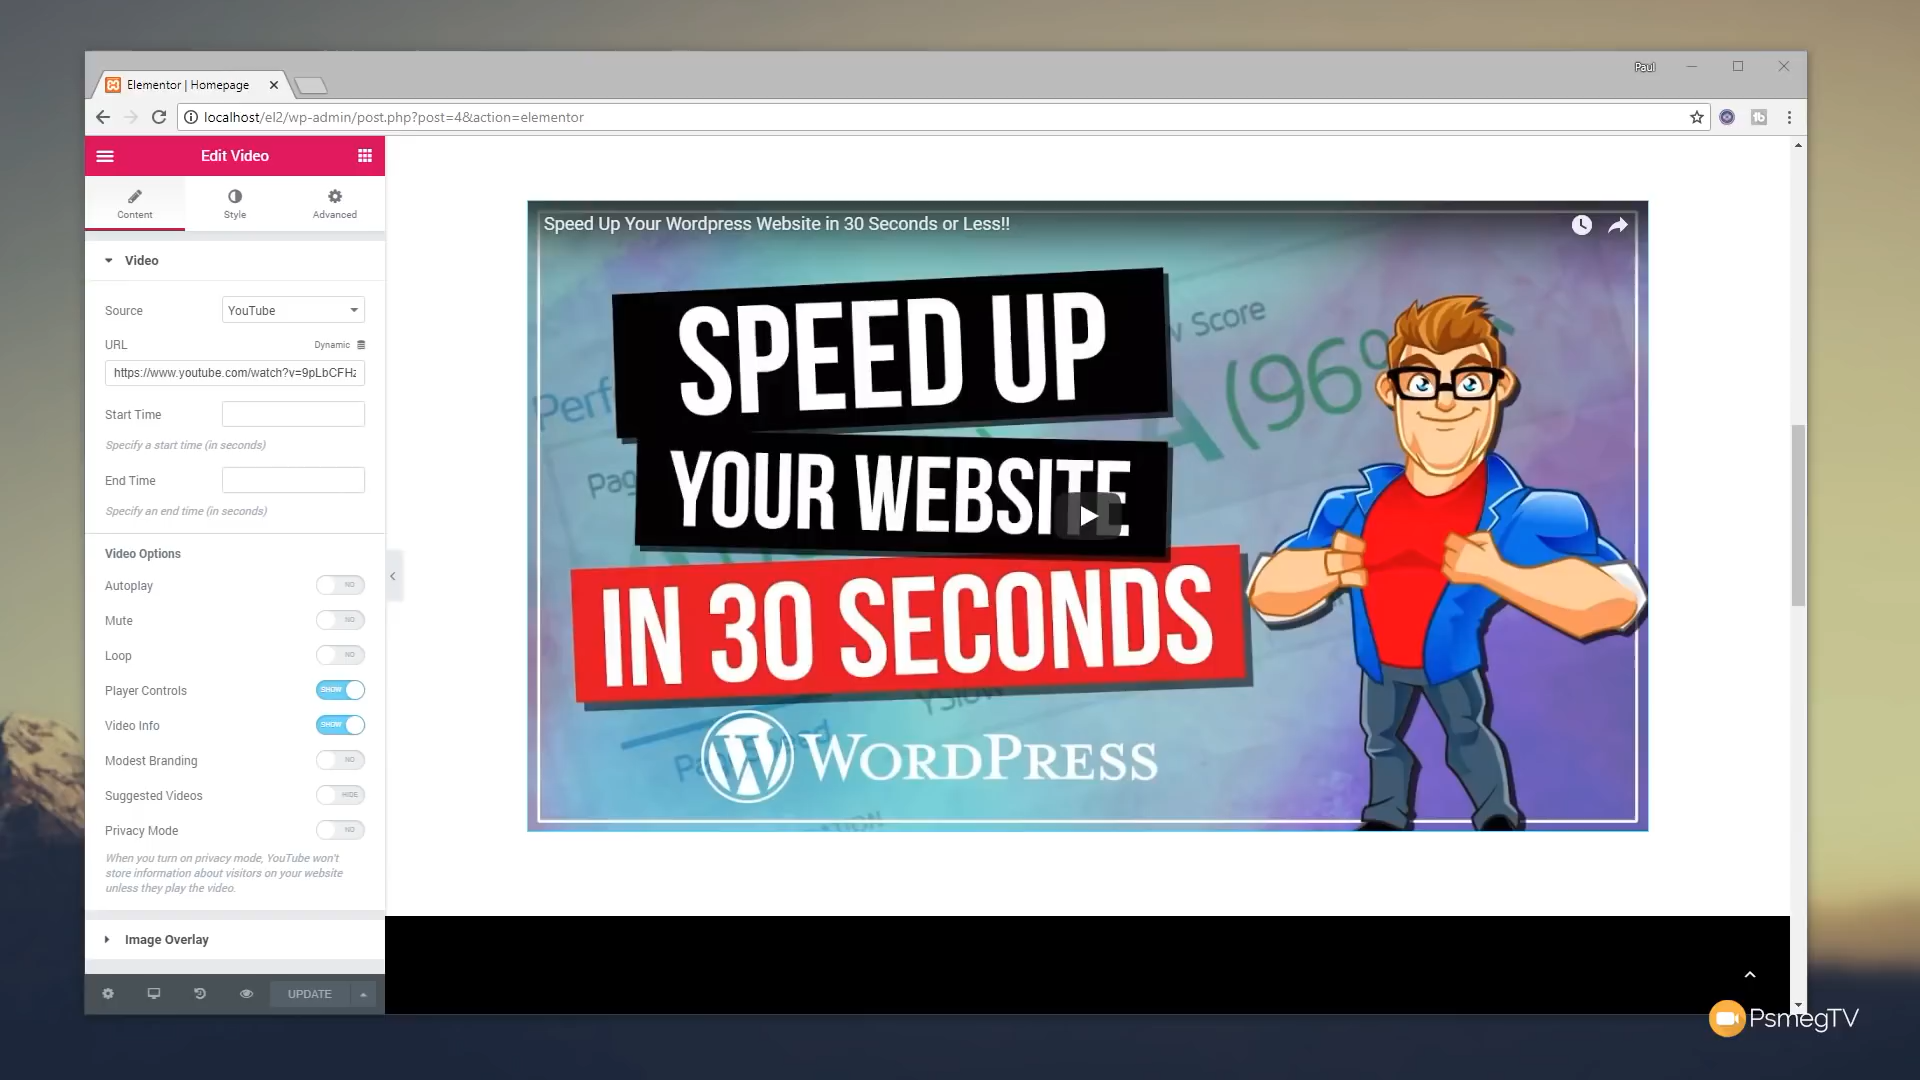 Paul
Elementor | Homepage
localhost/el2/wp-admin/post.php?post=4&action=elementor
Edit Video
Content
Style
Advanced
Video
Source
YouTube
URL
Dynamic
https://www.youtube.com/watch?v=9pLbCFHz
Start Time
Specify a start time (in seconds)
End Time
Specify an end time (in seconds)
Video Options
Autoplay
NO
Mute
NO
Loop
NO
Player Controls
SHOW
Video Info
SHOW
Modest Branding
NO
Suggested Videos
HIDE
Privacy Mode
NO
When you turn on privacy mode, YouTube won't
store information about visitors on your website
unless they play the video.
Image Overlay
UPDATE
Speed Up Your Wordpress Website in 30 Seconds or Less!!
SPEED UP
Score
Perf
(96%
YOUR WEBSITE
Pag
IN 30 SECONDS
WORDPRESS
PsmegTV